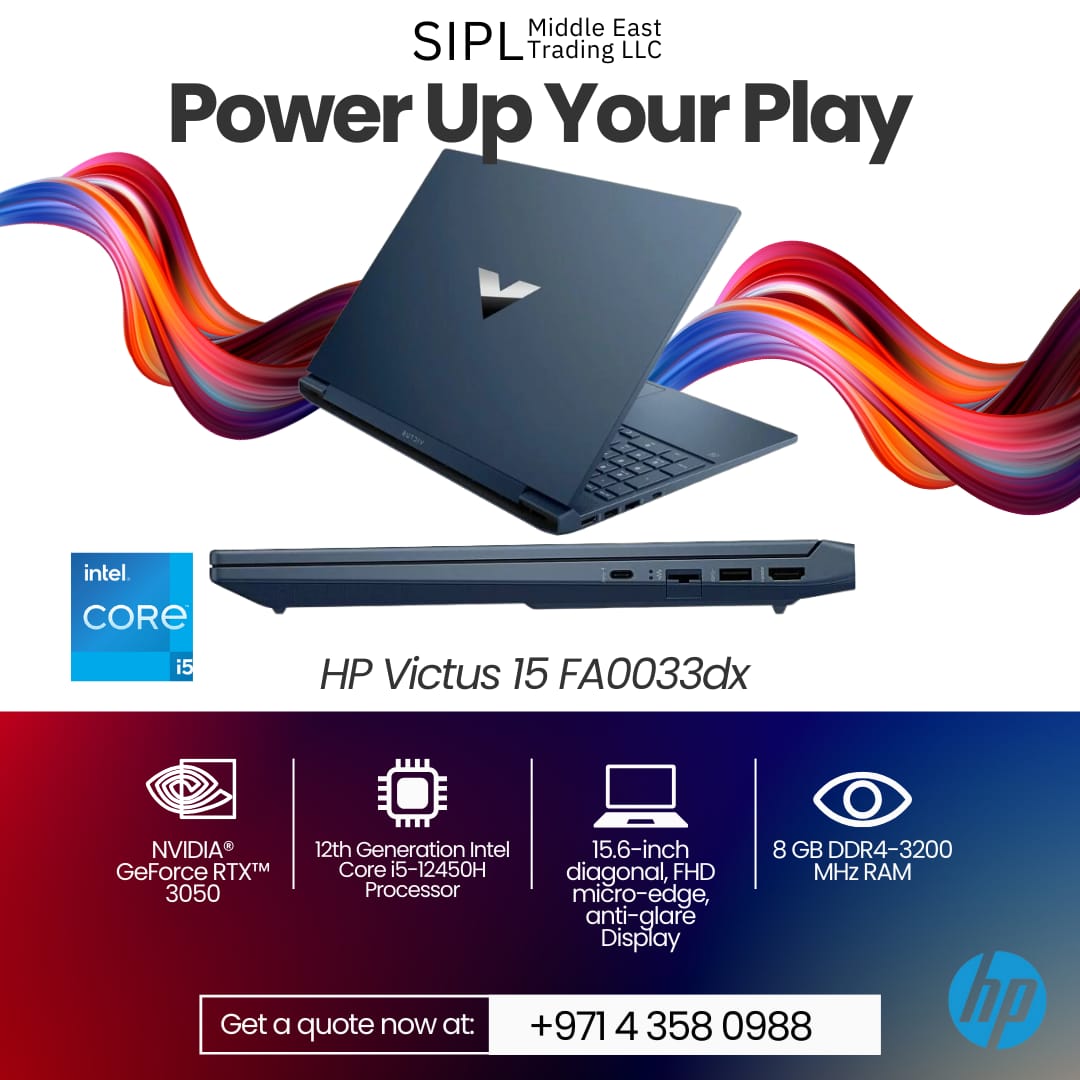 SIPL Middle East
Trading LLC
Power Up Your Play
VICTUS
intel.
CORE
i5
HP Victus 15 FA0033dx
NVIDIA®
GeForce RTX™
3050
12th Generation Intel
Core i5-12450H
Processor
15.6-inch
diagonal, FHD
micro-edge,
anti-glare
Display
8 GB DDR4-3200
MHz RAM
hp
Get a quote now at: +971 4 358 0988